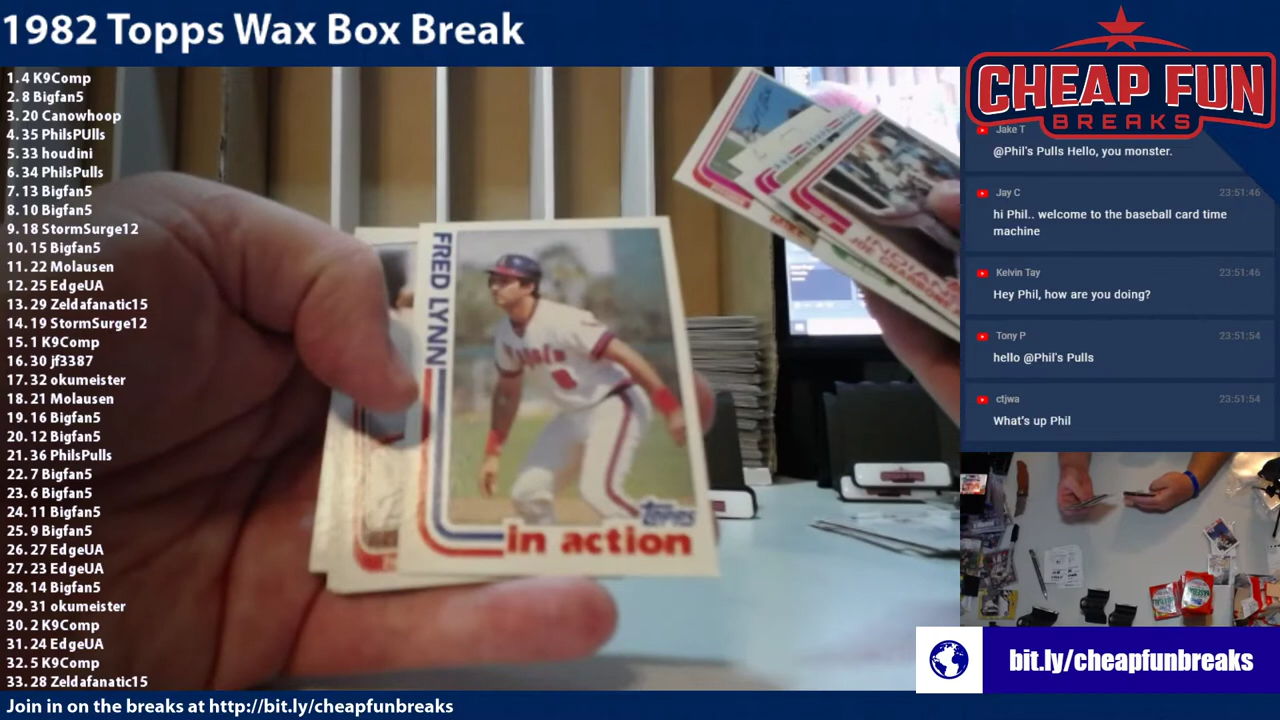 1982 Topps Wax Box Break
1. 4 K9Comp
2. 8 Bigfan5
3. 20 Canowhoop
4. 35 PhilsPUlls
5. 33 houdini
6. 34 PhilsPulls
7. 13 Bigfan5
8. 10 Bigfan5
9. 18 StormSurge12
10. 15 Bigfan5
11. 22 Molausen
12. 25 EdgeUA
13. 29 Zeldafanatic15
14. 19 StormSurge12
15. 1 K9Comp
16. 30 jf3387
17. 32 okumeister
18. 21 Molausen
19. 16 Bigfan5
20. 12 Bigfan5
21. 36 PhilsPulls
22. 7 Bigfan5
23. 6 Bigfan5
24. 11 Bigfan5
25. 9 Bigfan5
26. 27 EdgeUA
27. 23 EdgeUA
28. 14 Bigfan5
29. 31 okumeister
30. 2 K9Comp
31. 24 EdgeUA
32. 5 K9Comp
33. 28 Zeldafanatic15
Join in on the breaks at http://bit.ly/cheapfunbreaks
FRED LYNN
Angels
8
Topps
in action
INDIANS
JOE CHARBONEAU
CHEAP FUN
BREAKS
Jake T
@Phil's Pulls Hello, you monster.
Jay C 23:51:46
hi Phil.. welcome to the baseball card time
machine
Kelvin Tay 23:51:46
Hey Phil, how are you doing?
Tony P 23:51:54
hello @Phil's Pulls
ctjwa 23:51:54
What's up Phil
bit.ly/cheapfunbreaks